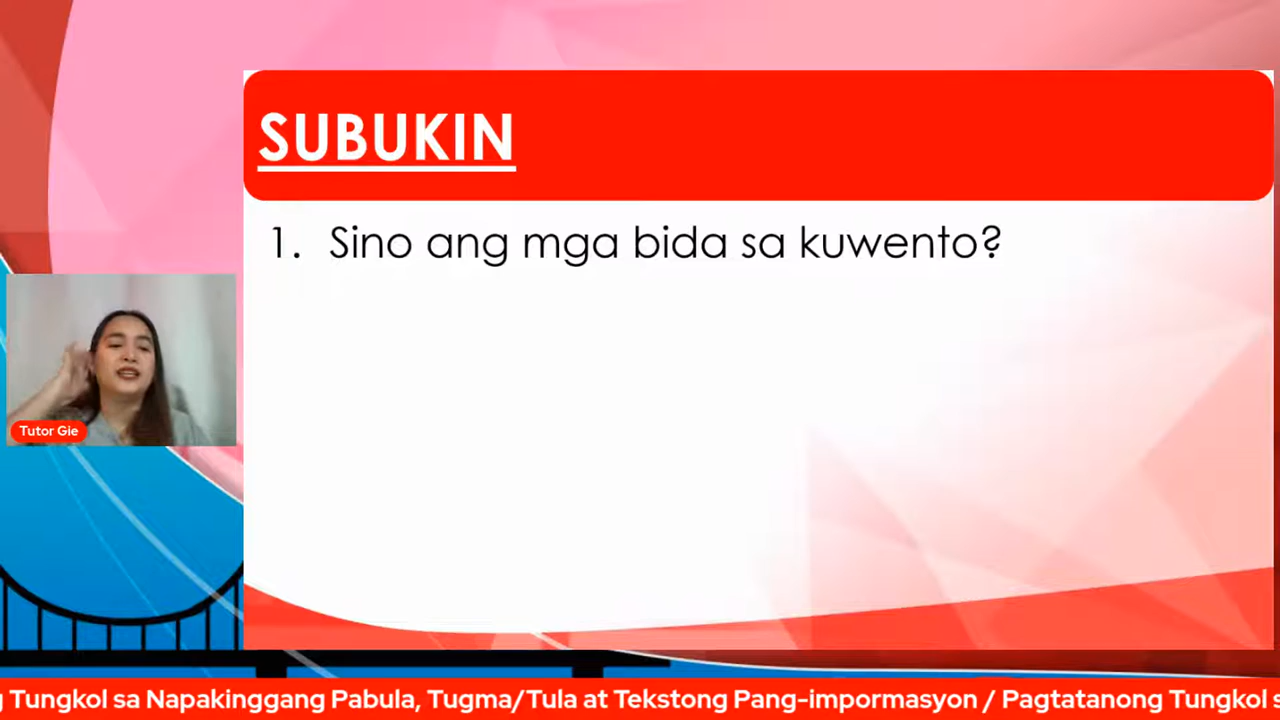 SUBUKIN
1. Sino ang mga bida sa kuwento?
Tutor Gie
Tungkol sa Napakinggang Pabula, Tugma/Tula at Tekstong Pang-impormasyon / Pagtatanong Tungkol